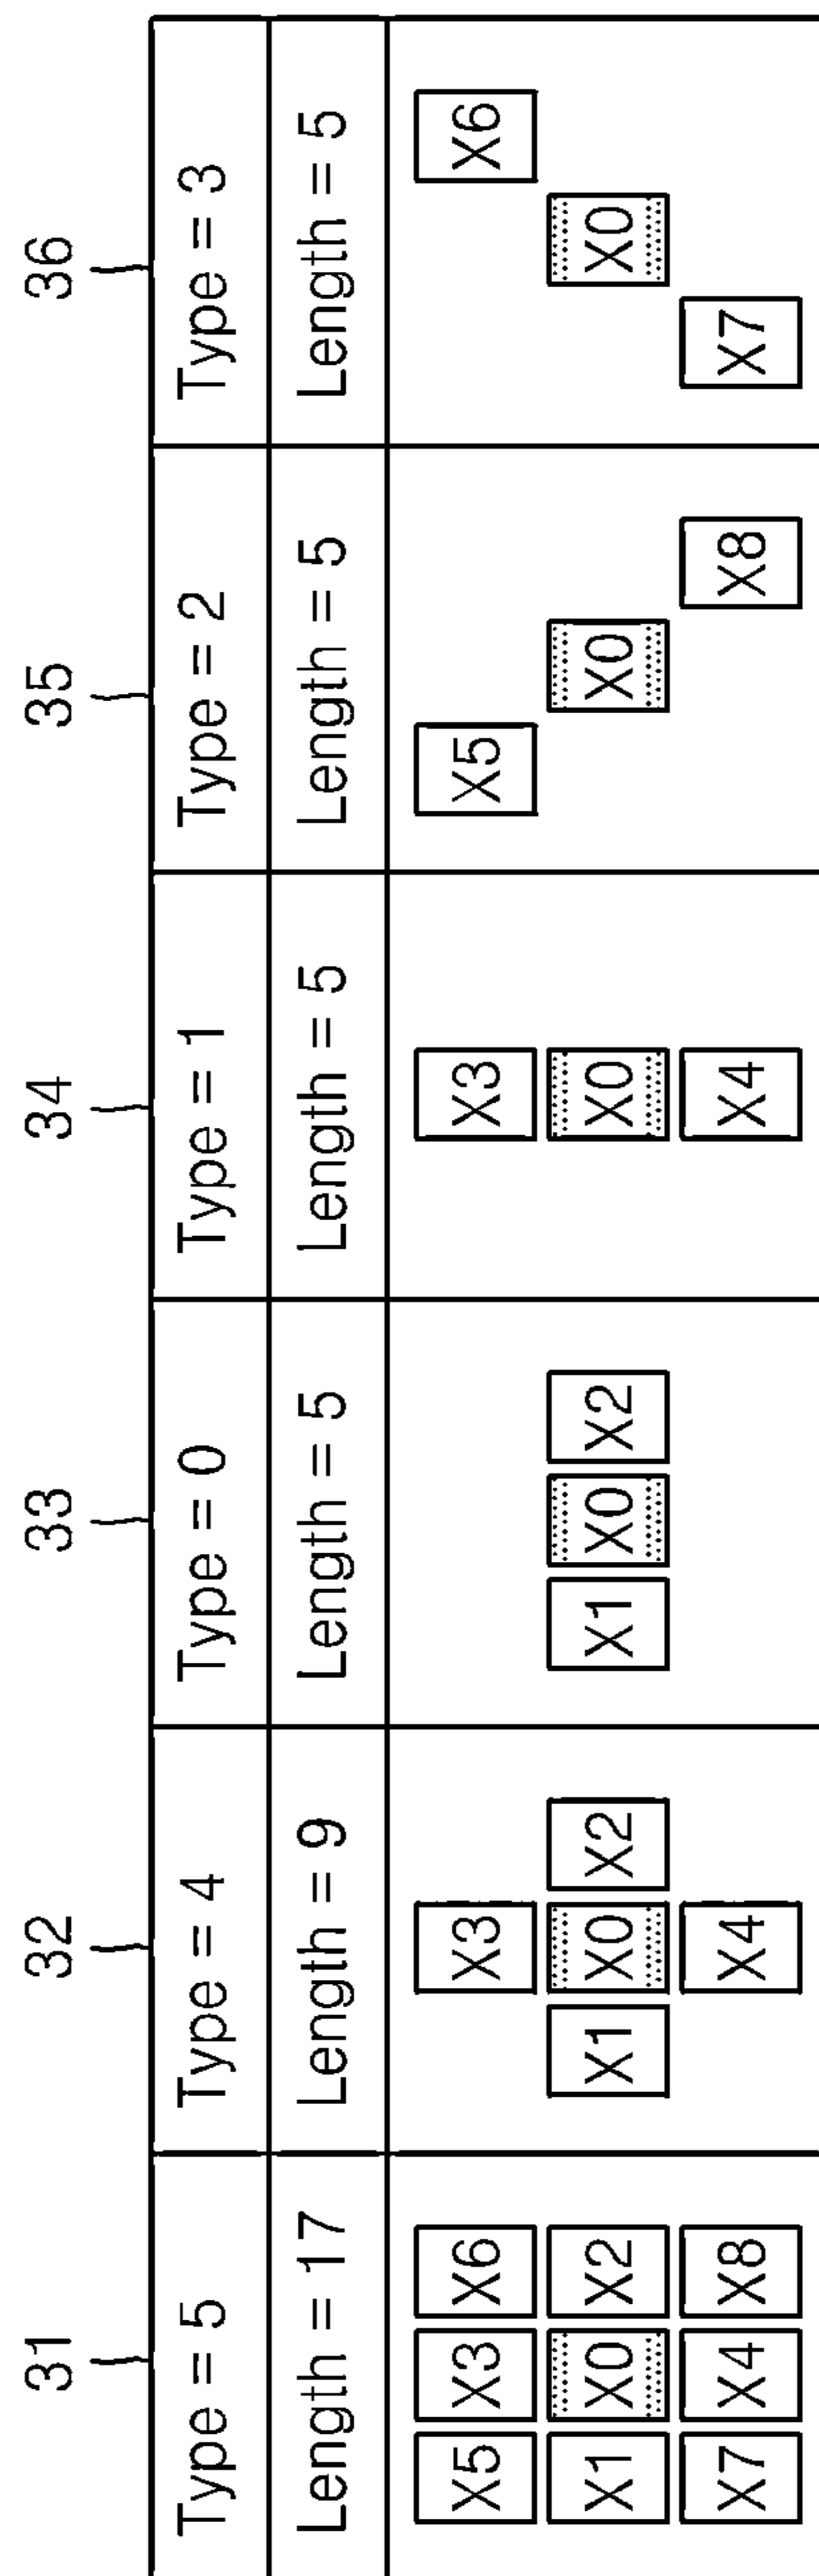 31 32 33 34 35 36
Type = 5 Type = 4 Type = 0 Type = 1 Type = 2 Type = 3
Length = 17 Length = 9 Length = 5 Length = 5 Length = 5 Length = 5
X5 X3 X6 X3 X3 X5 X6
X1 X0 X2 X1 X0 X2 X1 X0 X2 X0 X0 X0
X7 X4 X8 X4 X4 X8 X7